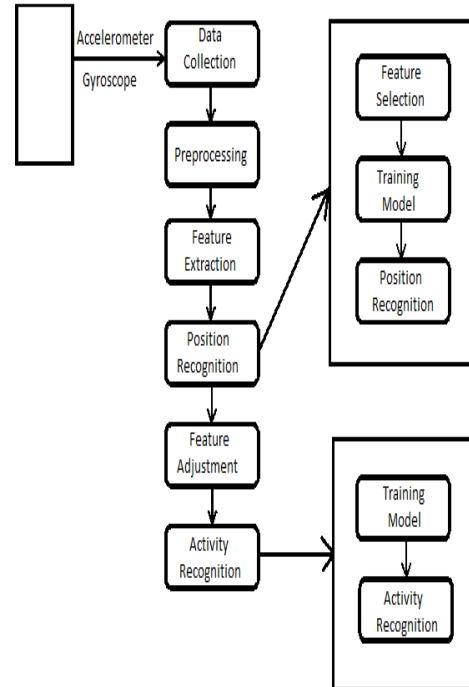 Accelerometer
Gyroscope
Data
Collection
Preprocessing
Feature
Extraction
Position
Recognition
Feature
Adjustment
Activity
Recognition
Feature
Selection
Training
Model
Position
Recognition
Training
Model
Activity
Recognition